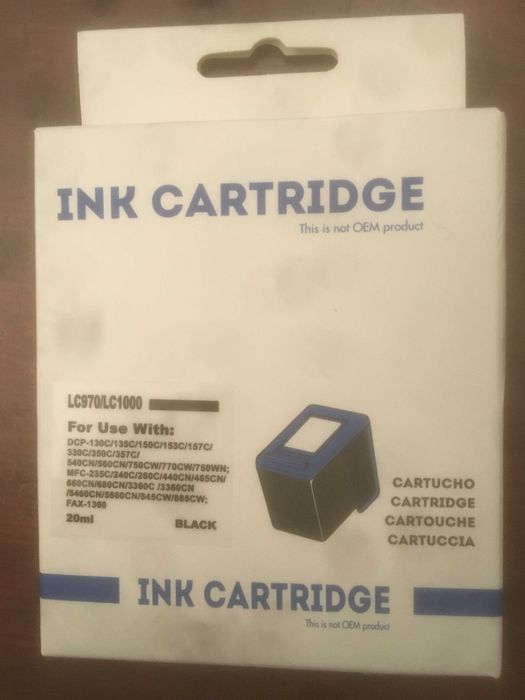 INK CARTRIDGE
This is not OEM product
LC970/LC1000
For Use With:
DCP-130C/135C/150C/153C/157C/
330C/350C/357C/
540CN/560CN/750CW/770CW/750WN;
MFC-235C/240C/260C/440CN/465CN/
660CN/680CN/3360C /3360CN
/5460CN/5860CN/845CW/885CW;
FAX-1360
20ml BLACK
CARTUCHO
CARTRIDGE
CARTOUCHE
CARTUCCIA
INK CARTRIDGE
This is not OEM product